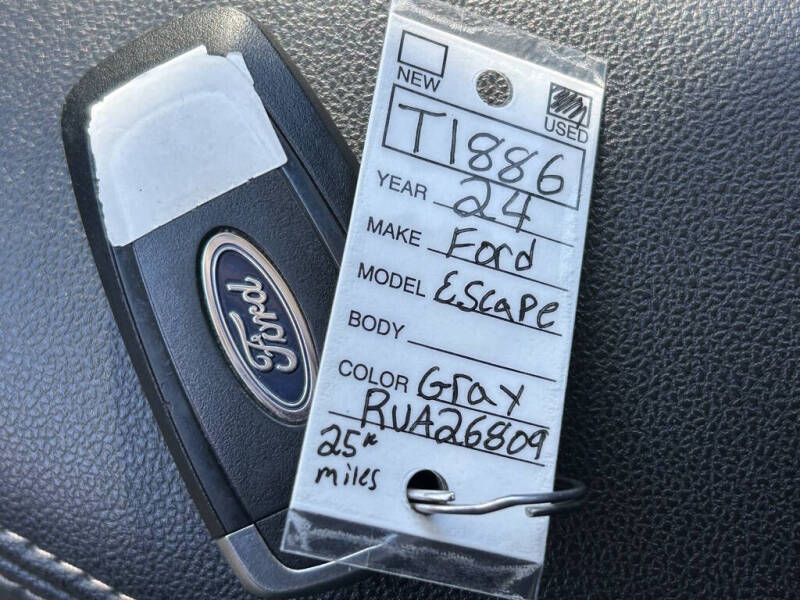 NEW
USED
T1886
YEAR 24
MAKE Ford
MODEL Escape
BODY
COLOR Gray
RUA26809
25K
miles
Ford